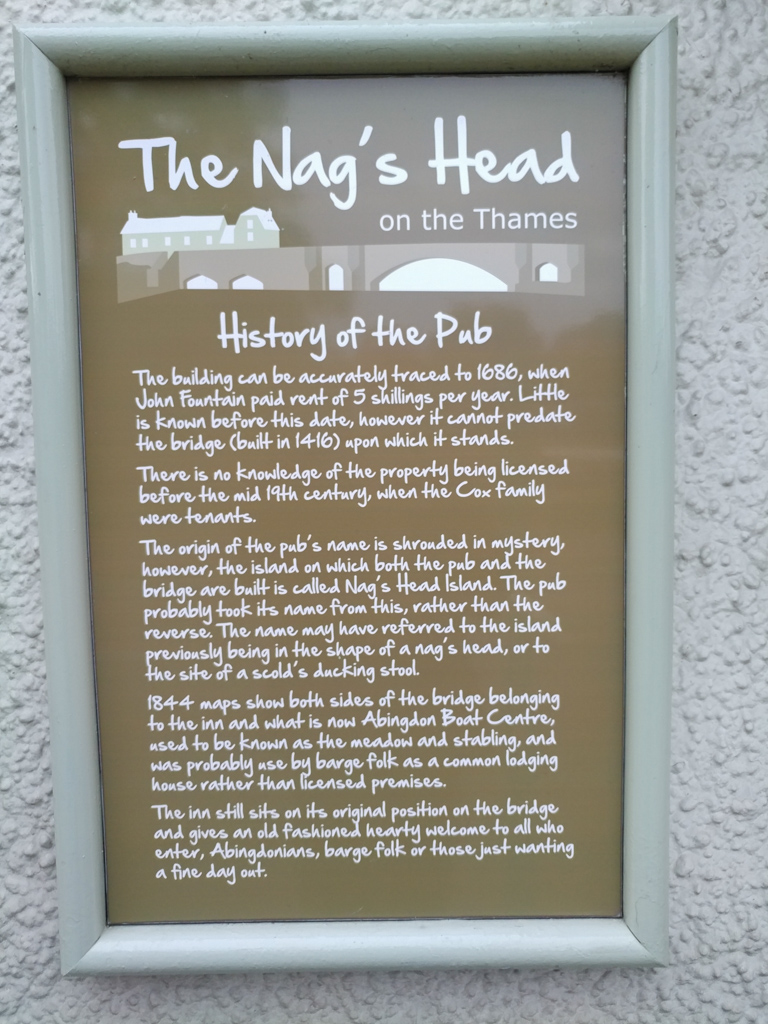 The Nag's Head
on the Thames
History of the Pub
The building can be accurately traced to 1686, when
John Fountain paid rent of 5 shillings per year. Little
is known before this date, however it cannot predate
the bridge (built in 1416) upon which it stands.
There is no knowledge of the property being licensed
before the mid 19th century, when the Cox family
were tenants.
The origin of the pub's name is shrouded in mystery,
however, the island on which both the pub and the
bridge are built is called Nag's Head Island. The pub
probably took its name from this, rather than the
reverse. The name may have referred to the island
previously being in the shape of a nag's head, or to
the site of a scold's ducking stool.
1844 maps show both sides of the bridge belonging
to the inn and what is now Abingdon Boat Centre,
used to be known as the meadow and stabling, and
was probably use by barge folk as a common lodging
house rather than licensed premises.
The inn still sits on its original position on the bridge
and gives an old fashioned hearty welcome to all who
enter, Abingdonians, barge folk or those just wanting
a fine day out.